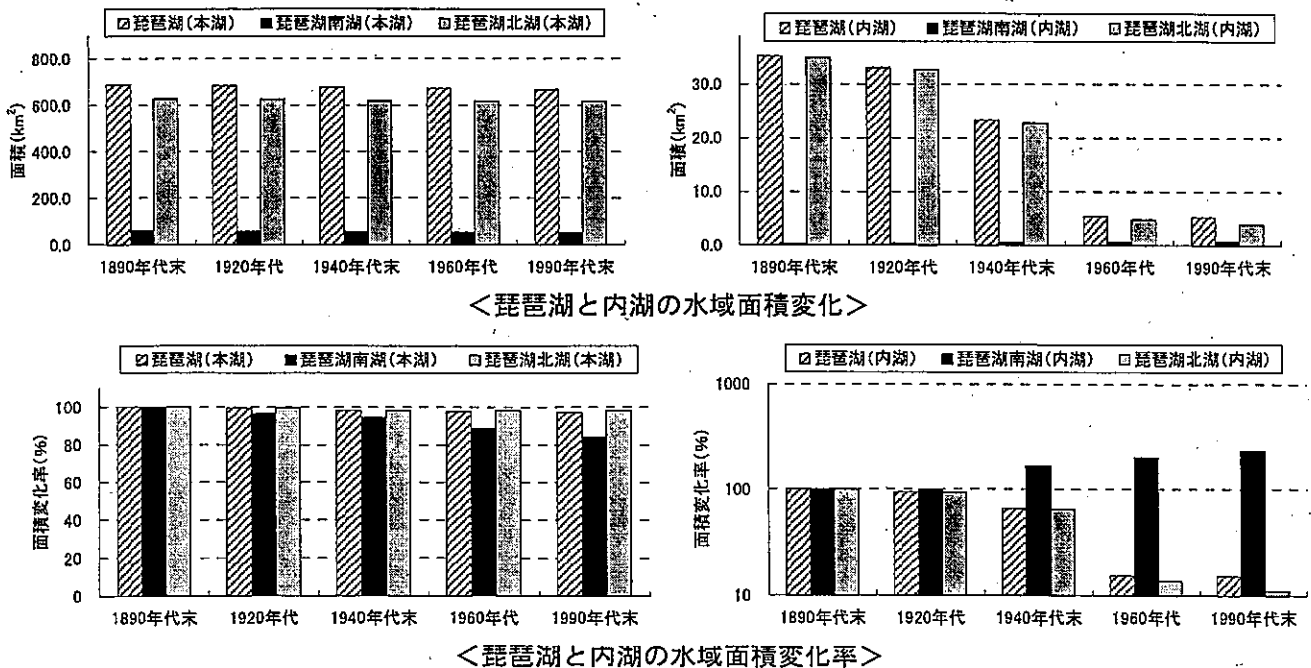 琵琶湖(本湖) 琵琶湖南湖(本湖) 琵琶湖北湖(本湖)
800.0
600.0
400.0
200.0
0.0
面積(km²)
1890年代末 1920年代 1940年代末 1960年代 1990年代末
琵琶湖(内湖) 琵琶湖南湖(内湖) 琵琶湖北湖(内湖)
30.0
20.0
10.0
0.0
面積(km²)
1890年代末 1920年代 1940年代末 1960年代 1990年代末
<琵琶湖と内湖の水域面積変化>
琵琶湖(本湖) 琵琶湖南湖(本湖) 琵琶湖北湖(本湖)
100
80
60
40
20
0
面積変化率(%)
1890年代末 1920年代 1940年代末 1960年代 1990年代末
琵琶湖(内湖) 琵琶湖南湖(内湖) 琵琶湖北湖(内湖)
1000
100
10
面積変化率(%)
1890年代末 1920年代 1940年代末 1960年代 1990年代末
<琵琶湖と内湖の水域面積変化率>